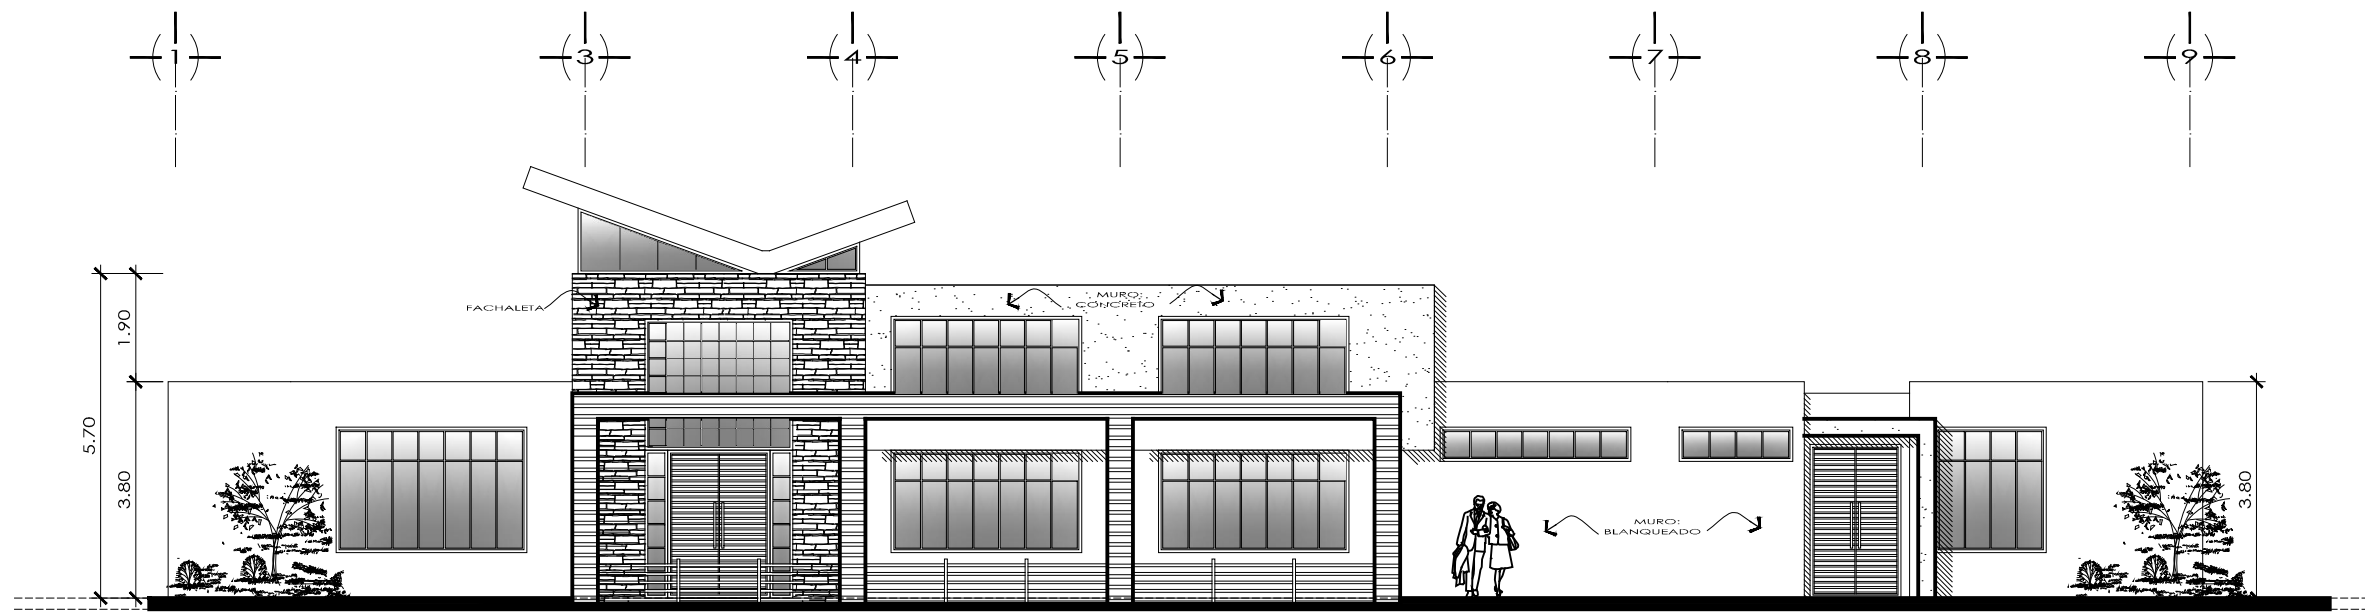 1
3
4
5
6
7
8
9
FACHALETA
MURO:
CONCRETO
1.90
5.70
3.80
3.80
MURO:
BLANQUEADO